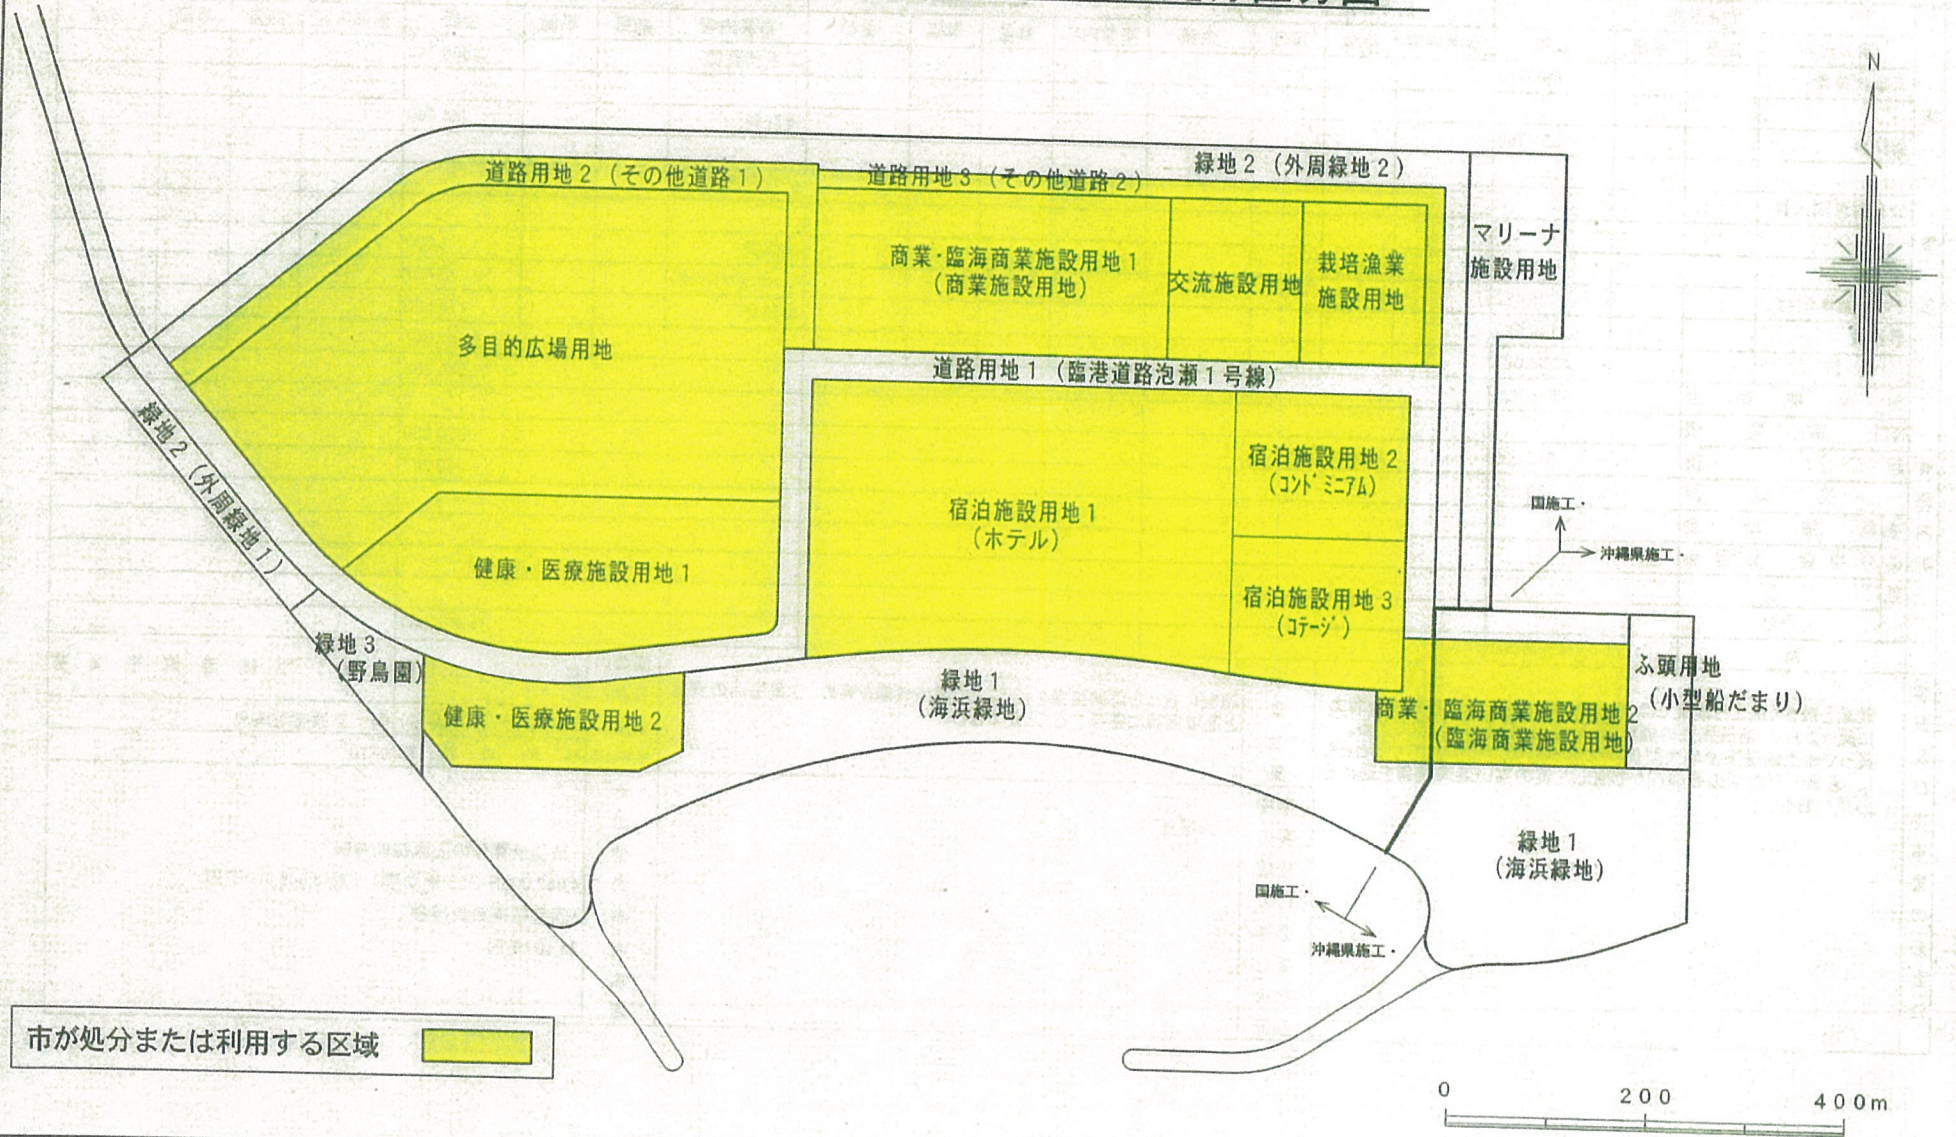 N
道路用地2（その他道路1）
道路用地3（その他道路2）
緑地2（外周緑地2）
マリーナ
施設用地
商業・臨海商業施設用地1
（商業施設用地）
交流施設用地
栽培漁業
施設用地
多目的広場用地
道路用地1（臨港道路泡瀬1号線）
緑地2（外周緑地1）
宿泊施設用地1
（ホテル）
宿泊施設用地2
（ｺﾝﾄﾞﾐﾆｱﾑ）
国施工・
沖縄県施工・
健康・医療施設用地1
宿泊施設用地3
（ｺﾃｰｼﾞ）
緑地3
（野鳥園）
健康・医療施設用地2
緑地1
（海浜緑地）
ふ頭用地
（小型船だまり）
商業・臨海商業施設用地2
（臨海商業施設用地）
緑地1
（海浜緑地）
国施工・
沖縄県施工・
市が処分または利用する区域
0 200 400m